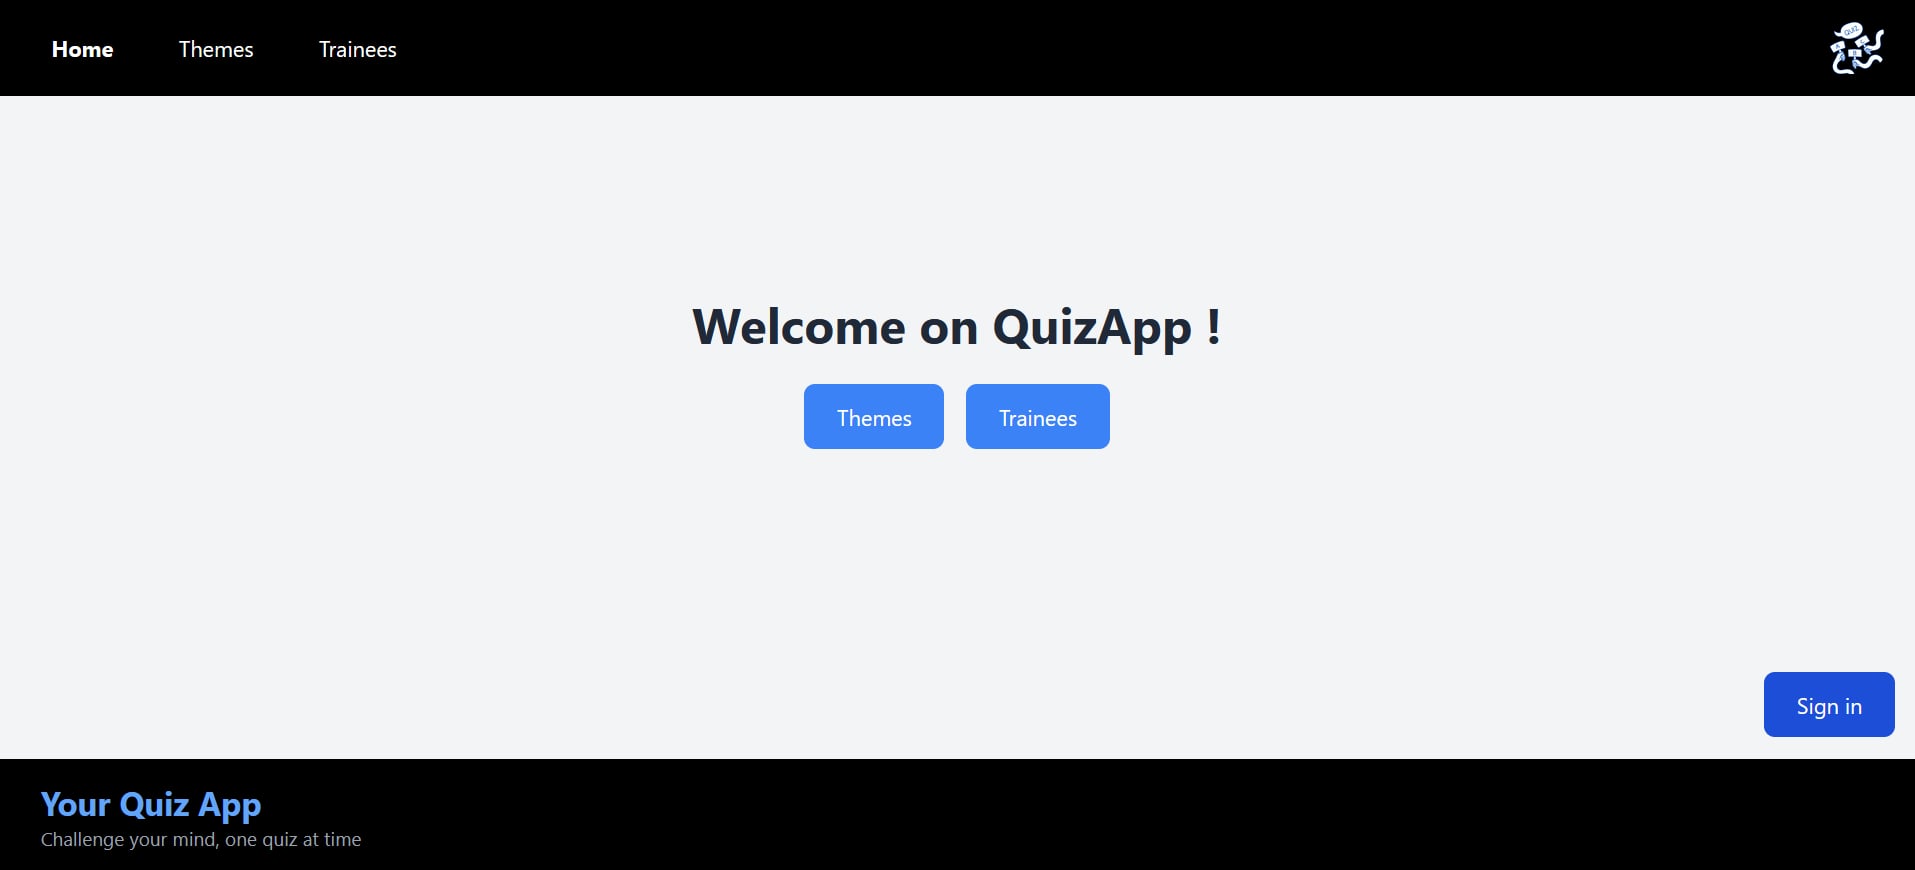 Home
Themes
Trainees
QUIZ
Welcome on QuizApp !
Themes
Trainees
Sign in
Your Quiz App
Challenge your mind, one quiz at time